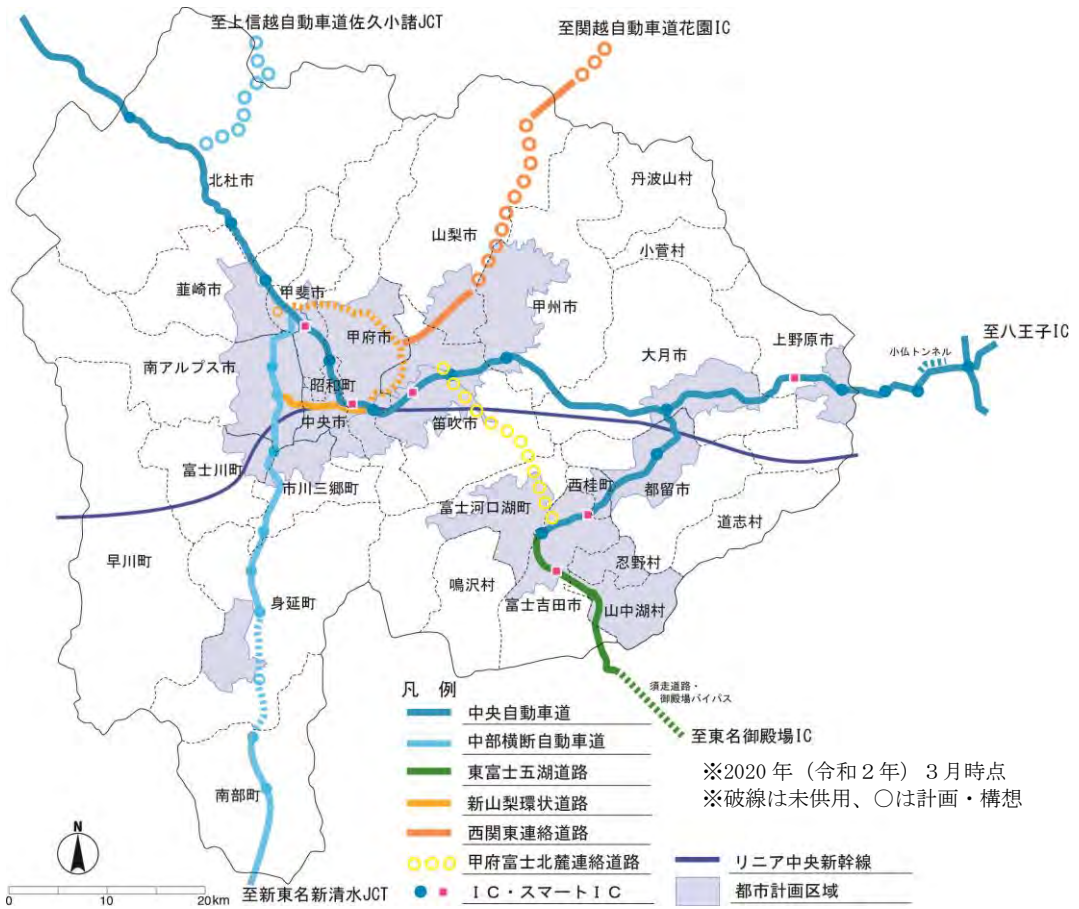 至上信越自動車道佐久小諸JCT
至関越自動車道花園IC
丹波山村
北杜市
山梨市
小菅村
韮崎市
甲斐市
甲州市
甲府市
上野原市
至八王子IC
小仏トンネル
大月市
南アルプス市
昭和町
中央市
笛吹市
富士川町
市川三郷町
西桂町
都留市
富士河口湖町
道志村
早川町
忍野村
鳴沢村
身延町
富士吉田市
山中湖村
須走道路・
御殿場バイパス
至東名御殿場IC
南部町
至新東名新清水JCT
N
0 10 20km
凡 例
中央自動車道
中部横断自動車道
東富士五湖道路
新山梨環状道路
西関東連絡道路
甲府富士北麓連絡道路
IC・スマートIC
リニア中央新幹線
都市計画区域
※2020年（令和2年）3月時点
※破線は未供用、○は計画・構想